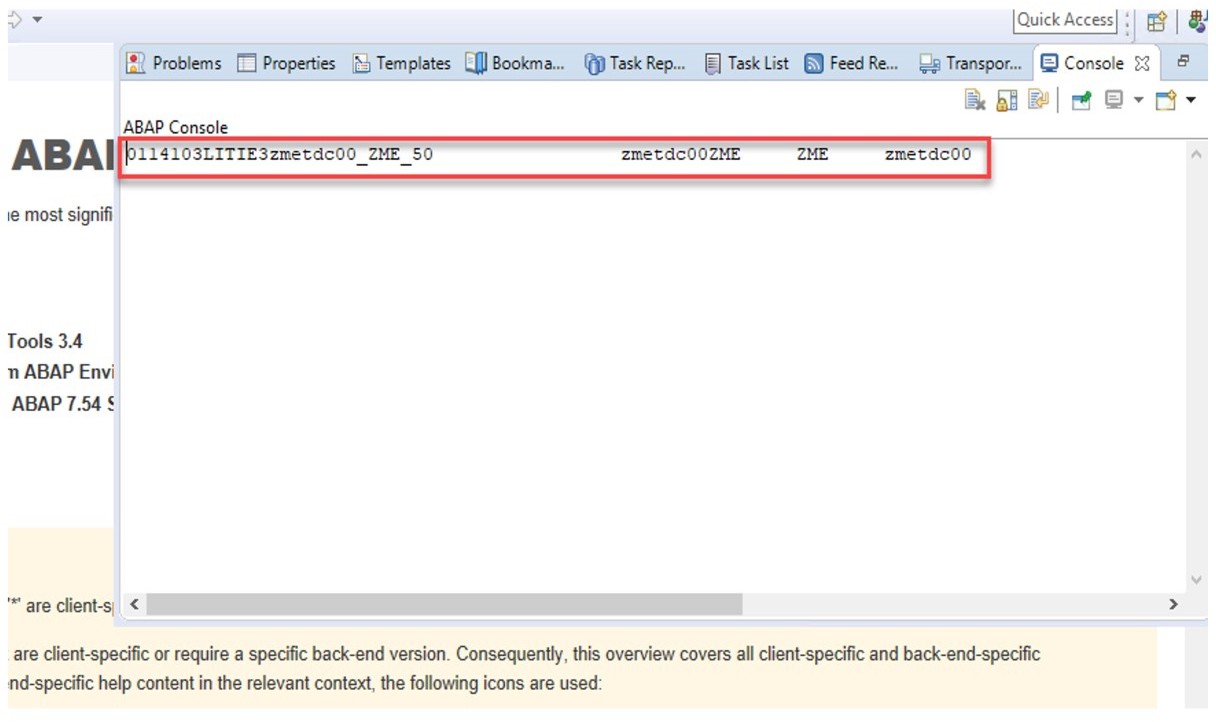 Quick Access
Problems Properties Templates Bookma... Task Rep... Task List Feed Re... Transpor... Console
ABAP Console
0114103LITIE3zmetdc00_ZME_50 zmetdc00ZME ZME zmetdc00
ABAI
ne most signifi
Tools 3.4
n ABAP Envi
ABAP 7.54 S
'*' are client-s
. are client-specific or require a specific back-end version. Consequently, this overview covers all client-specific and back-end-specific
end-specific help content in the relevant context, the following icons are used: